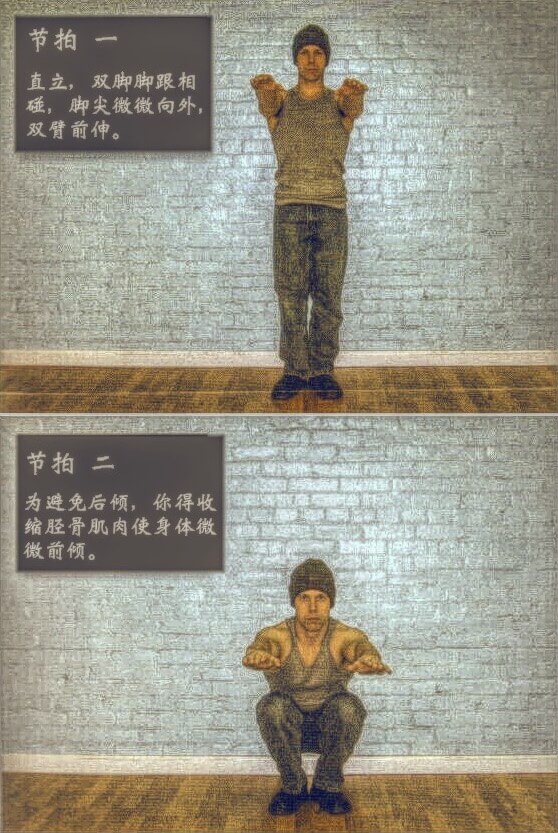 节拍 一
直立，双脚脚跟相
碰，脚尖微微向外，
双臂前伸。
节拍 二
为避免后倾，你得收
缩胫骨肌肉使身体微
微前倾。